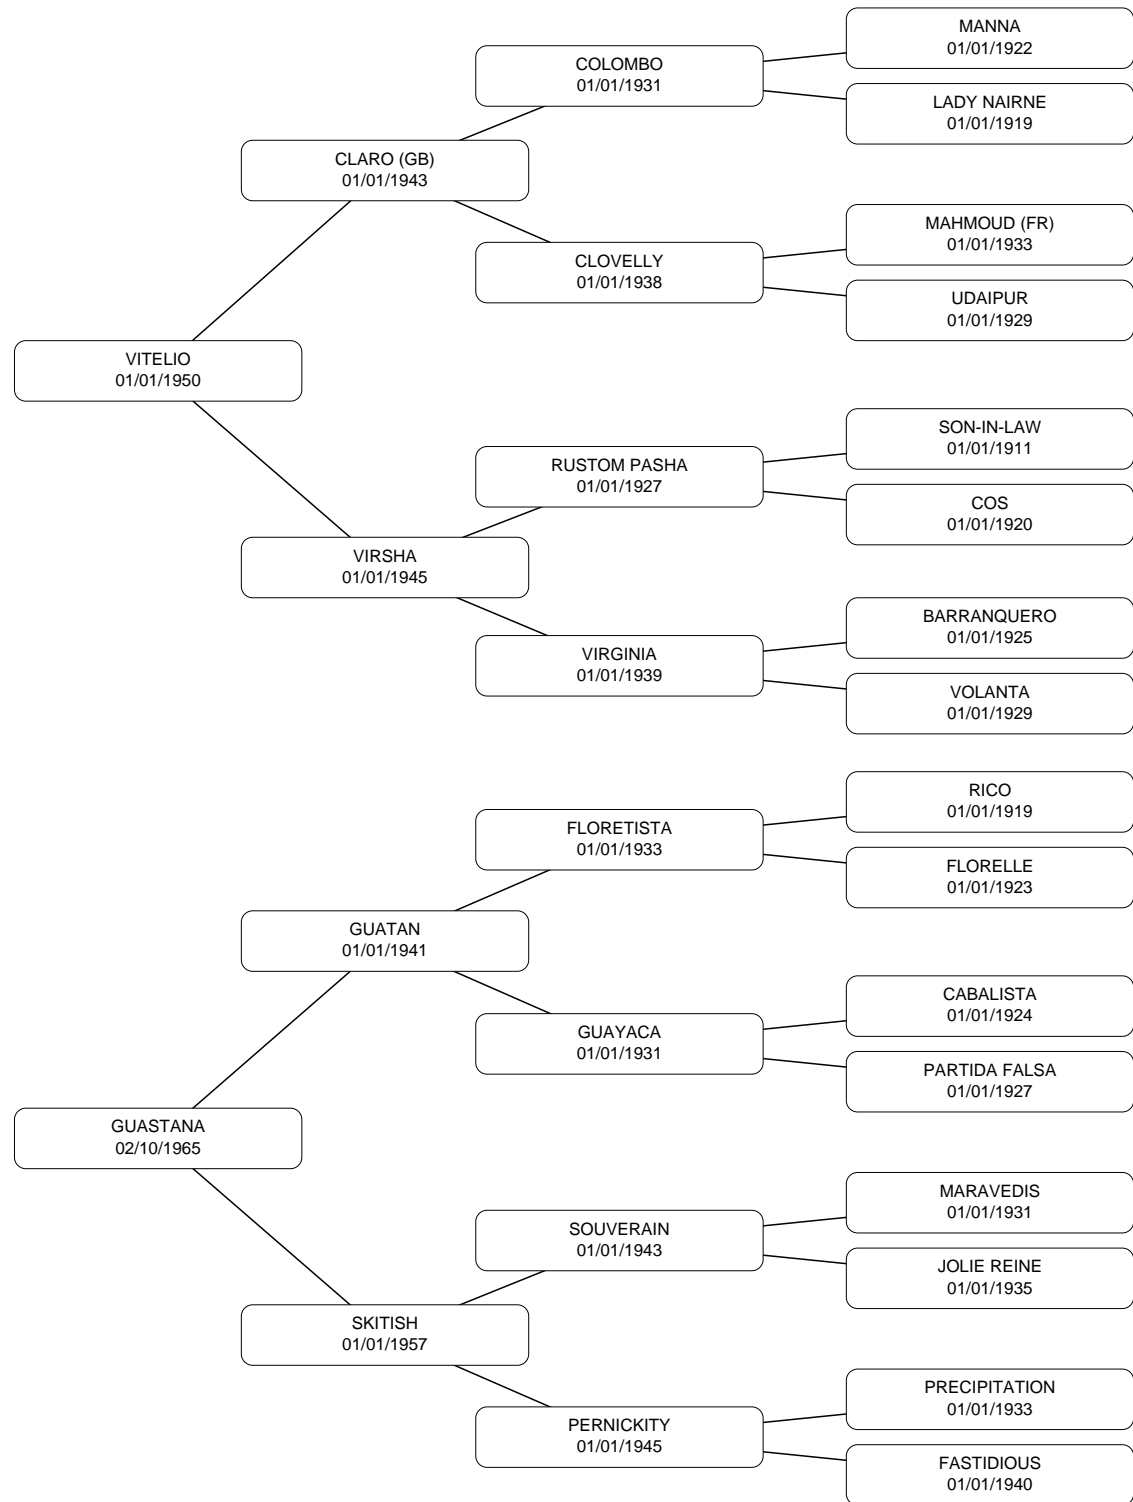 MANNA
01/01/1922
COLOMBO
01/01/1931
LADY NAIRNE
01/01/1919
CLARO (GB)
01/01/1943
MAHMOUD (FR)
01/01/1933
CLOVELLY
01/01/1938
UDAIPUR
01/01/1929
VITELIO
01/01/1950
SON-IN-LAW
01/01/1911
RUSTOM PASHA
01/01/1927
COS
01/01/1920
VIRSHA
01/01/1945
BARRANQUERO
01/01/1925
VIRGINIA
01/01/1939
VOLANTA
01/01/1929
RICO
01/01/1919
FLORETISTA
01/01/1933
FLORELLE
01/01/1923
GUATAN
01/01/1941
CABALISTA
01/01/1924
GUAYACA
01/01/1931
PARTIDA FALSA
01/01/1927
GUASTANA
02/10/1965
MARAVEDIS
01/01/1931
SOUVERAIN
01/01/1943
JOLIE REINE
01/01/1935
SKITISH
01/01/1957
PRECIPITATION
01/01/1933
PERNICKITY
01/01/1945
FASTIDIOUS
01/01/1940